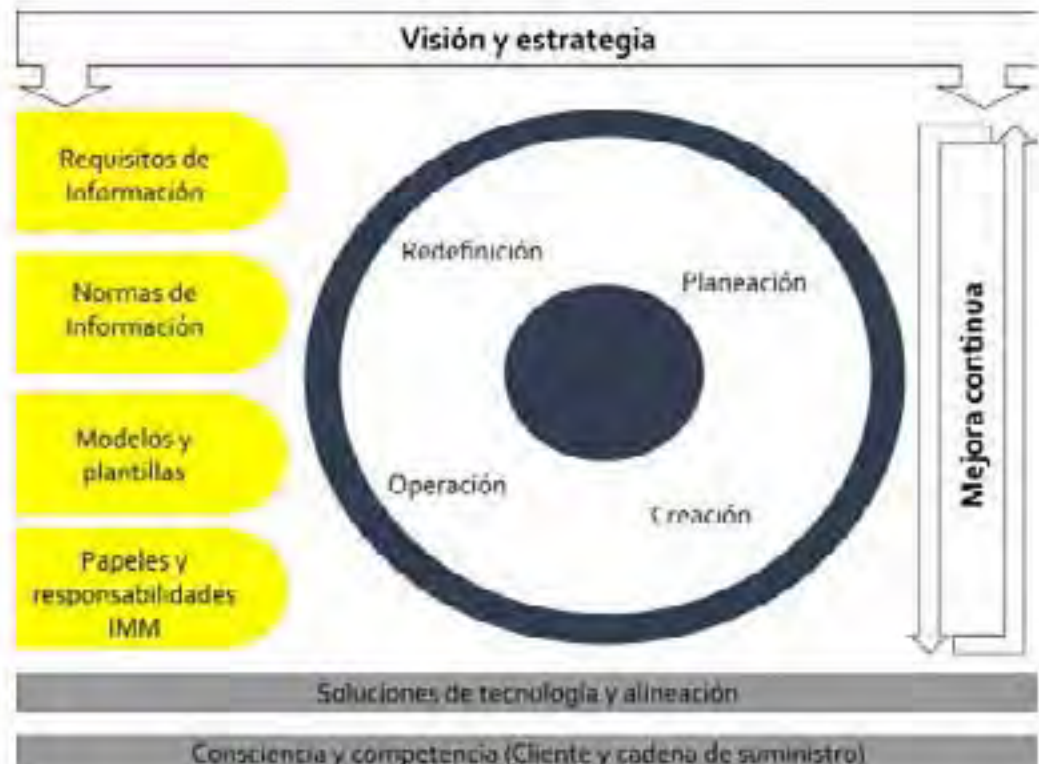 Visión y estrategia
Requisitos de
Información
Normas de
Información
Modelos y
plantillas
Papeles y
responsabilidades
IMM
Redefinición
Planeación
Operación
Creación
Mejora continua
Soluciones de tecnología y alineación
Consciencia y competencia (Cliente y cadena de suministro)